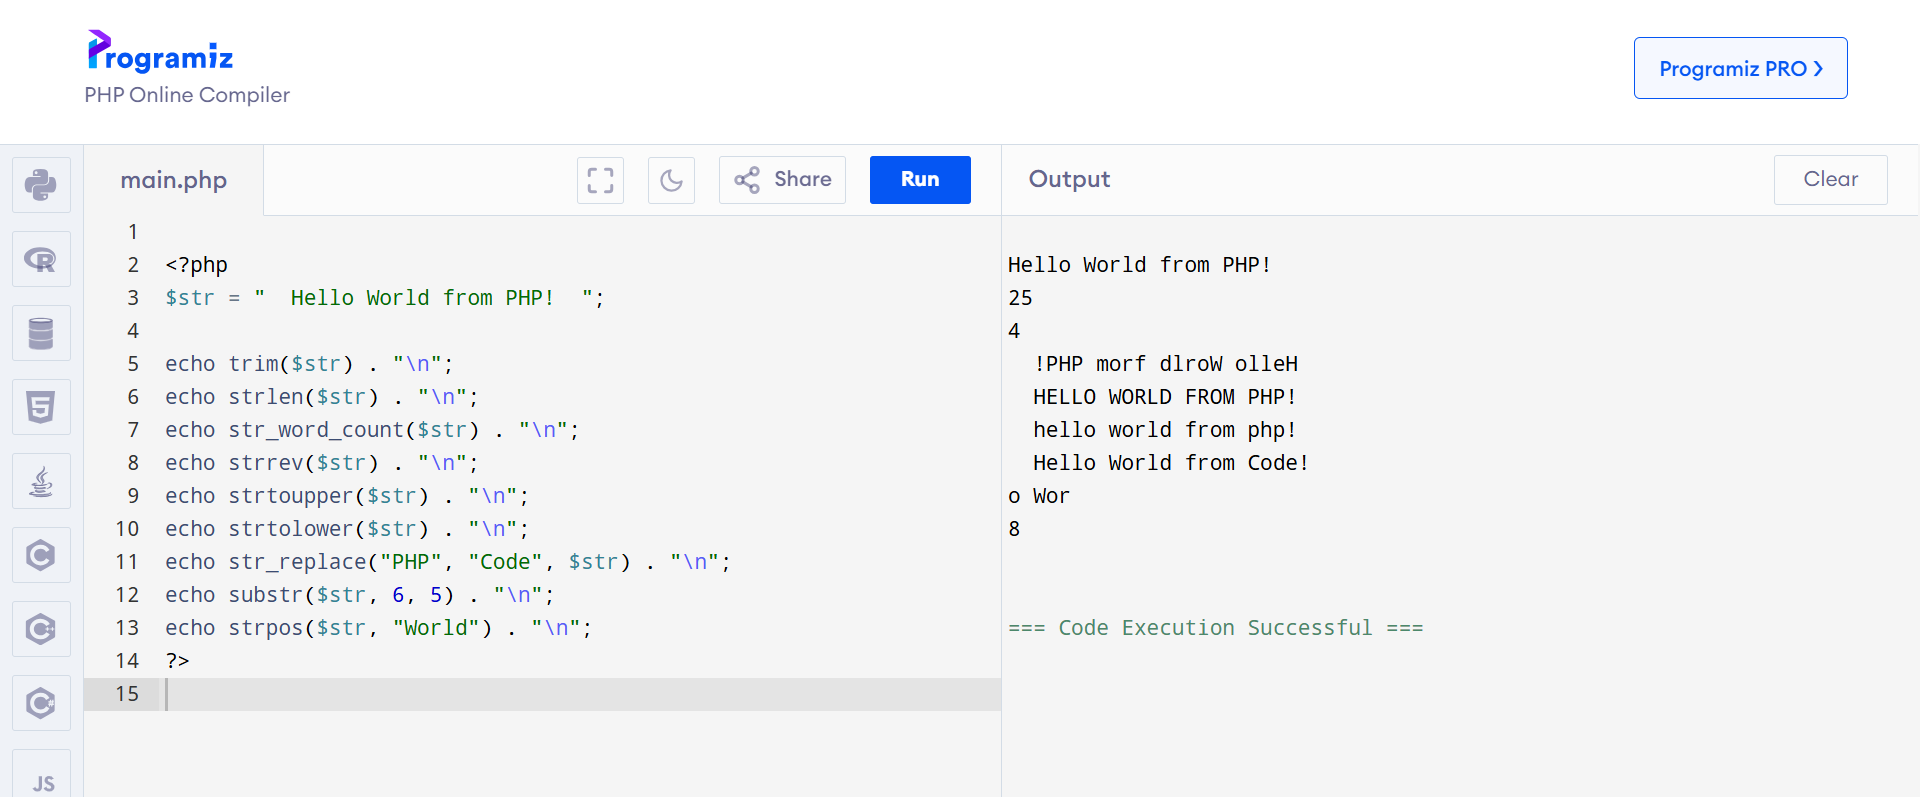 Programiz
PHP Online Compiler
Programiz PRO ❯
main.php
Share
Run
Output
Clear
1
2 <?php
3 $str = "  Hello World from PHP!  ";
4
5 echo trim($str) . "\n";
6 echo strlen($str) . "\n";
7 echo str_word_count($str) . "\n";
8 echo strrev($str) . "\n";
9 echo strtoupper($str) . "\n";
10 echo strtolower($str) . "\n";
11 echo str_replace("PHP", "Code", $str) . "\n";
12 echo substr($str, 6, 5) . "\n";
13 echo strpos($str, "World") . "\n";
14 ?>
15
Hello World from PHP!
25
4
  !PHP morf dlroW olleH
  HELLO WORLD FROM PHP!
  hello world from php!
  Hello World from Code!
o Wor
8
=== Code Execution Successful ===
R
5
C
C++
C#
JS